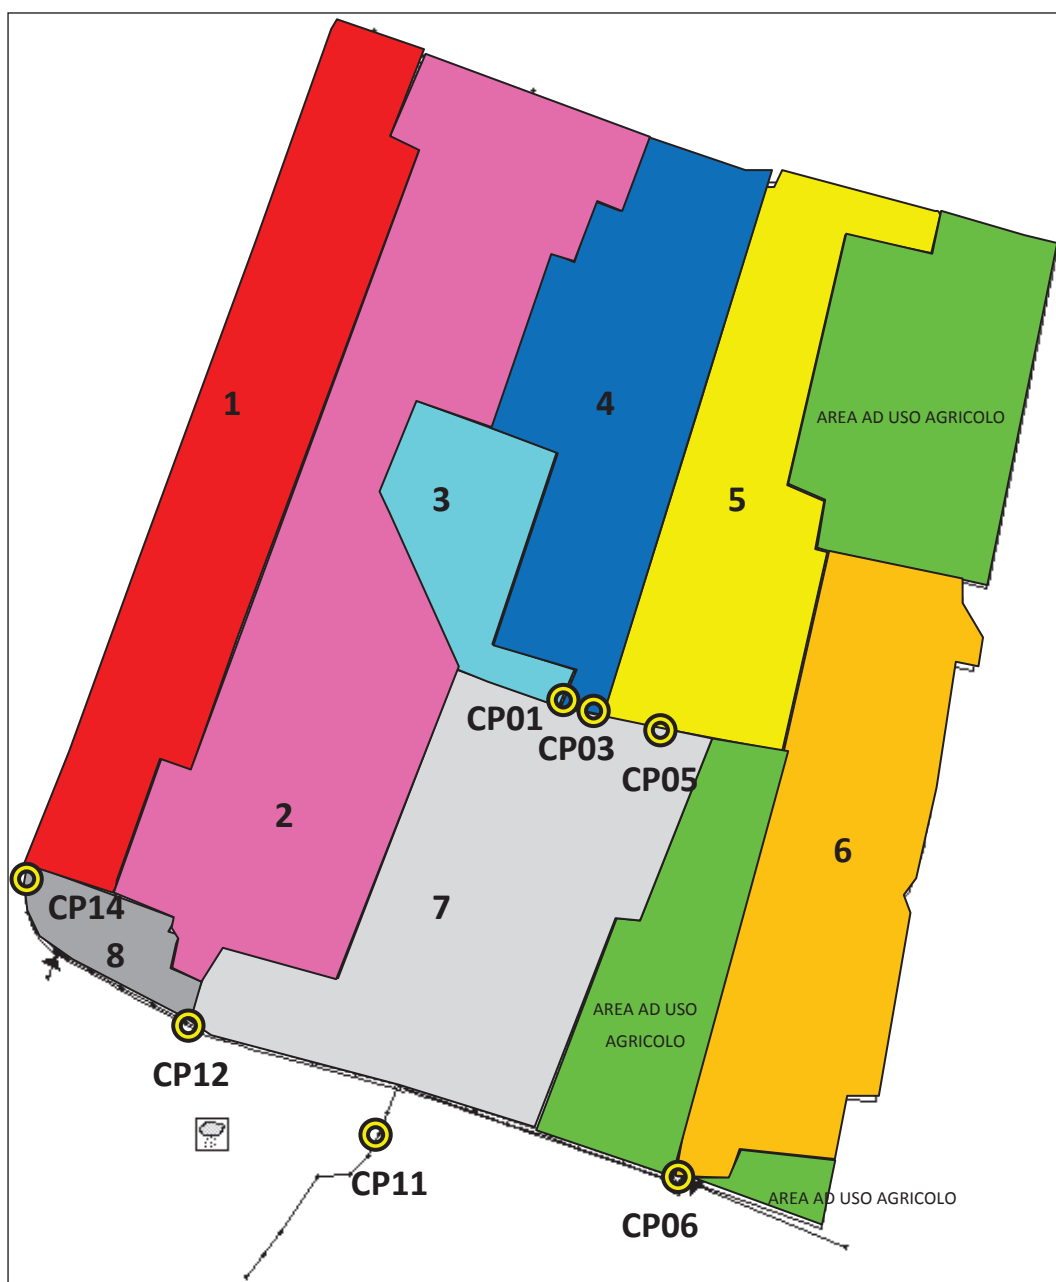 1
4
AREA AD USO AGRICOLO
3
5
CP01
CP03
CP05
2
6
CP14
7
8
AREA AD USO
AGRICOLO
CP12
CP11
CP06
AREA AD USO AGRICOLO